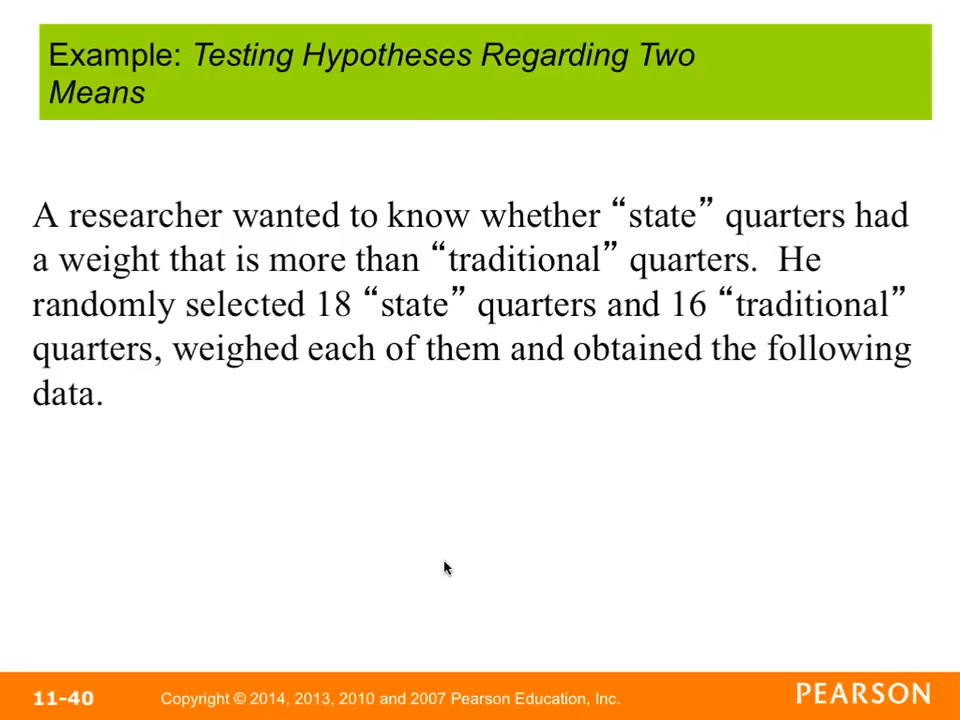 Example: Testing Hypotheses Regarding Two
Means
A researcher wanted to know whether “state” quarters had
a weight that is more than “traditional” quarters.  He
randomly selected 18 “state” quarters and 16 “traditional”
quarters, weighed each of them and obtained the following
data.
11-40
Copyright © 2014, 2013, 2010 and 2007 Pearson Education, Inc.
PEARSON